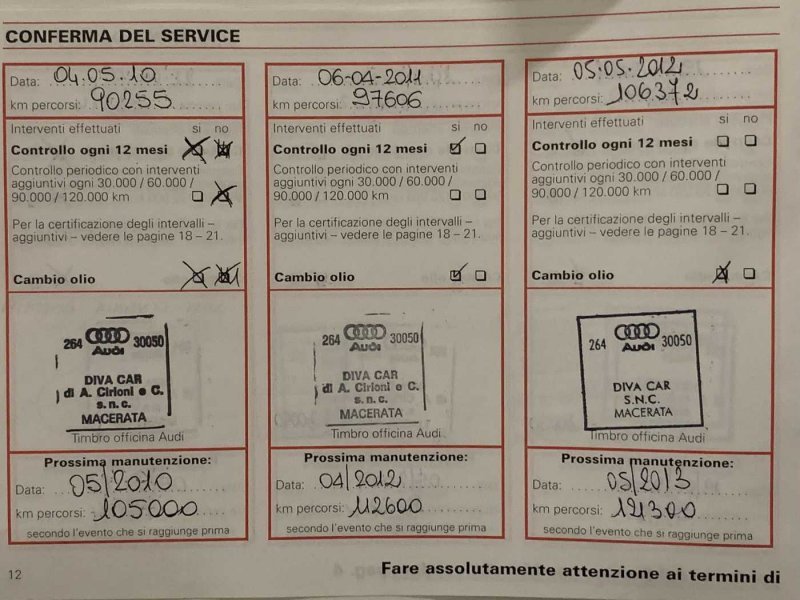 CONFERMA DEL SERVICE
Data: 04.05.10
km percorsi: 90255
Interventi effettuati si no
Controllo ogni 12 mesi
Controllo periodico con interventi
aggiuntivi ogni 30.000 / 60.000 /
90.000 / 120.000 km
Per la certificazione degli intervalli –
aggiuntivi – vedere le pagine 18 – 21.
Cambio olio
264 Audi 30050
DIVA CAR
di A. Cirioni e C.
s.n.c.
MACERATA
Timbro officina Audi
Prossima manutenzione:
Data: 05/2010
km percorsi: 105000
secondo l'evento che si raggiunge prima
Data: 06-04-2011
km percorsi: 97606
Interventi effettuati si no
Controllo ogni 12 mesi
Controllo periodico con interventi
aggiuntivi ogni 30.000 / 60.000 /
90.000 / 120.000 km
Per la certificazione degli intervalli –
aggiuntivi – vedere le pagine 18 – 21.
Cambio olio
264 Audi 30050
DIVA CAR
di A. Cirioni e C.
s.n.c.
MACERATA
Timbro officina Audi
Prossima manutenzione:
Data: 04/2012
km percorsi: 112600
secondo l'evento che si raggiunge prima
Data: 05.05.2012
km percorsi: 106372
Interventi effettuati si no
Controllo ogni 12 mesi
Controllo periodico con interventi
aggiuntivi ogni 30.000 / 60.000 /
90.000 / 120.000 km
Per la certificazione degli intervalli –
aggiuntivi – vedere le pagine 18 – 21.
Cambio olio
264 Audi 30050
DIVA CAR
S.N.C.
MACERATA
Timbro officina Audi
Prossima manutenzione:
Data: 05/2013
km percorsi: 121300
secondo l'evento che si raggiunge prima
12
Fare assolutamente attenzione ai termini di